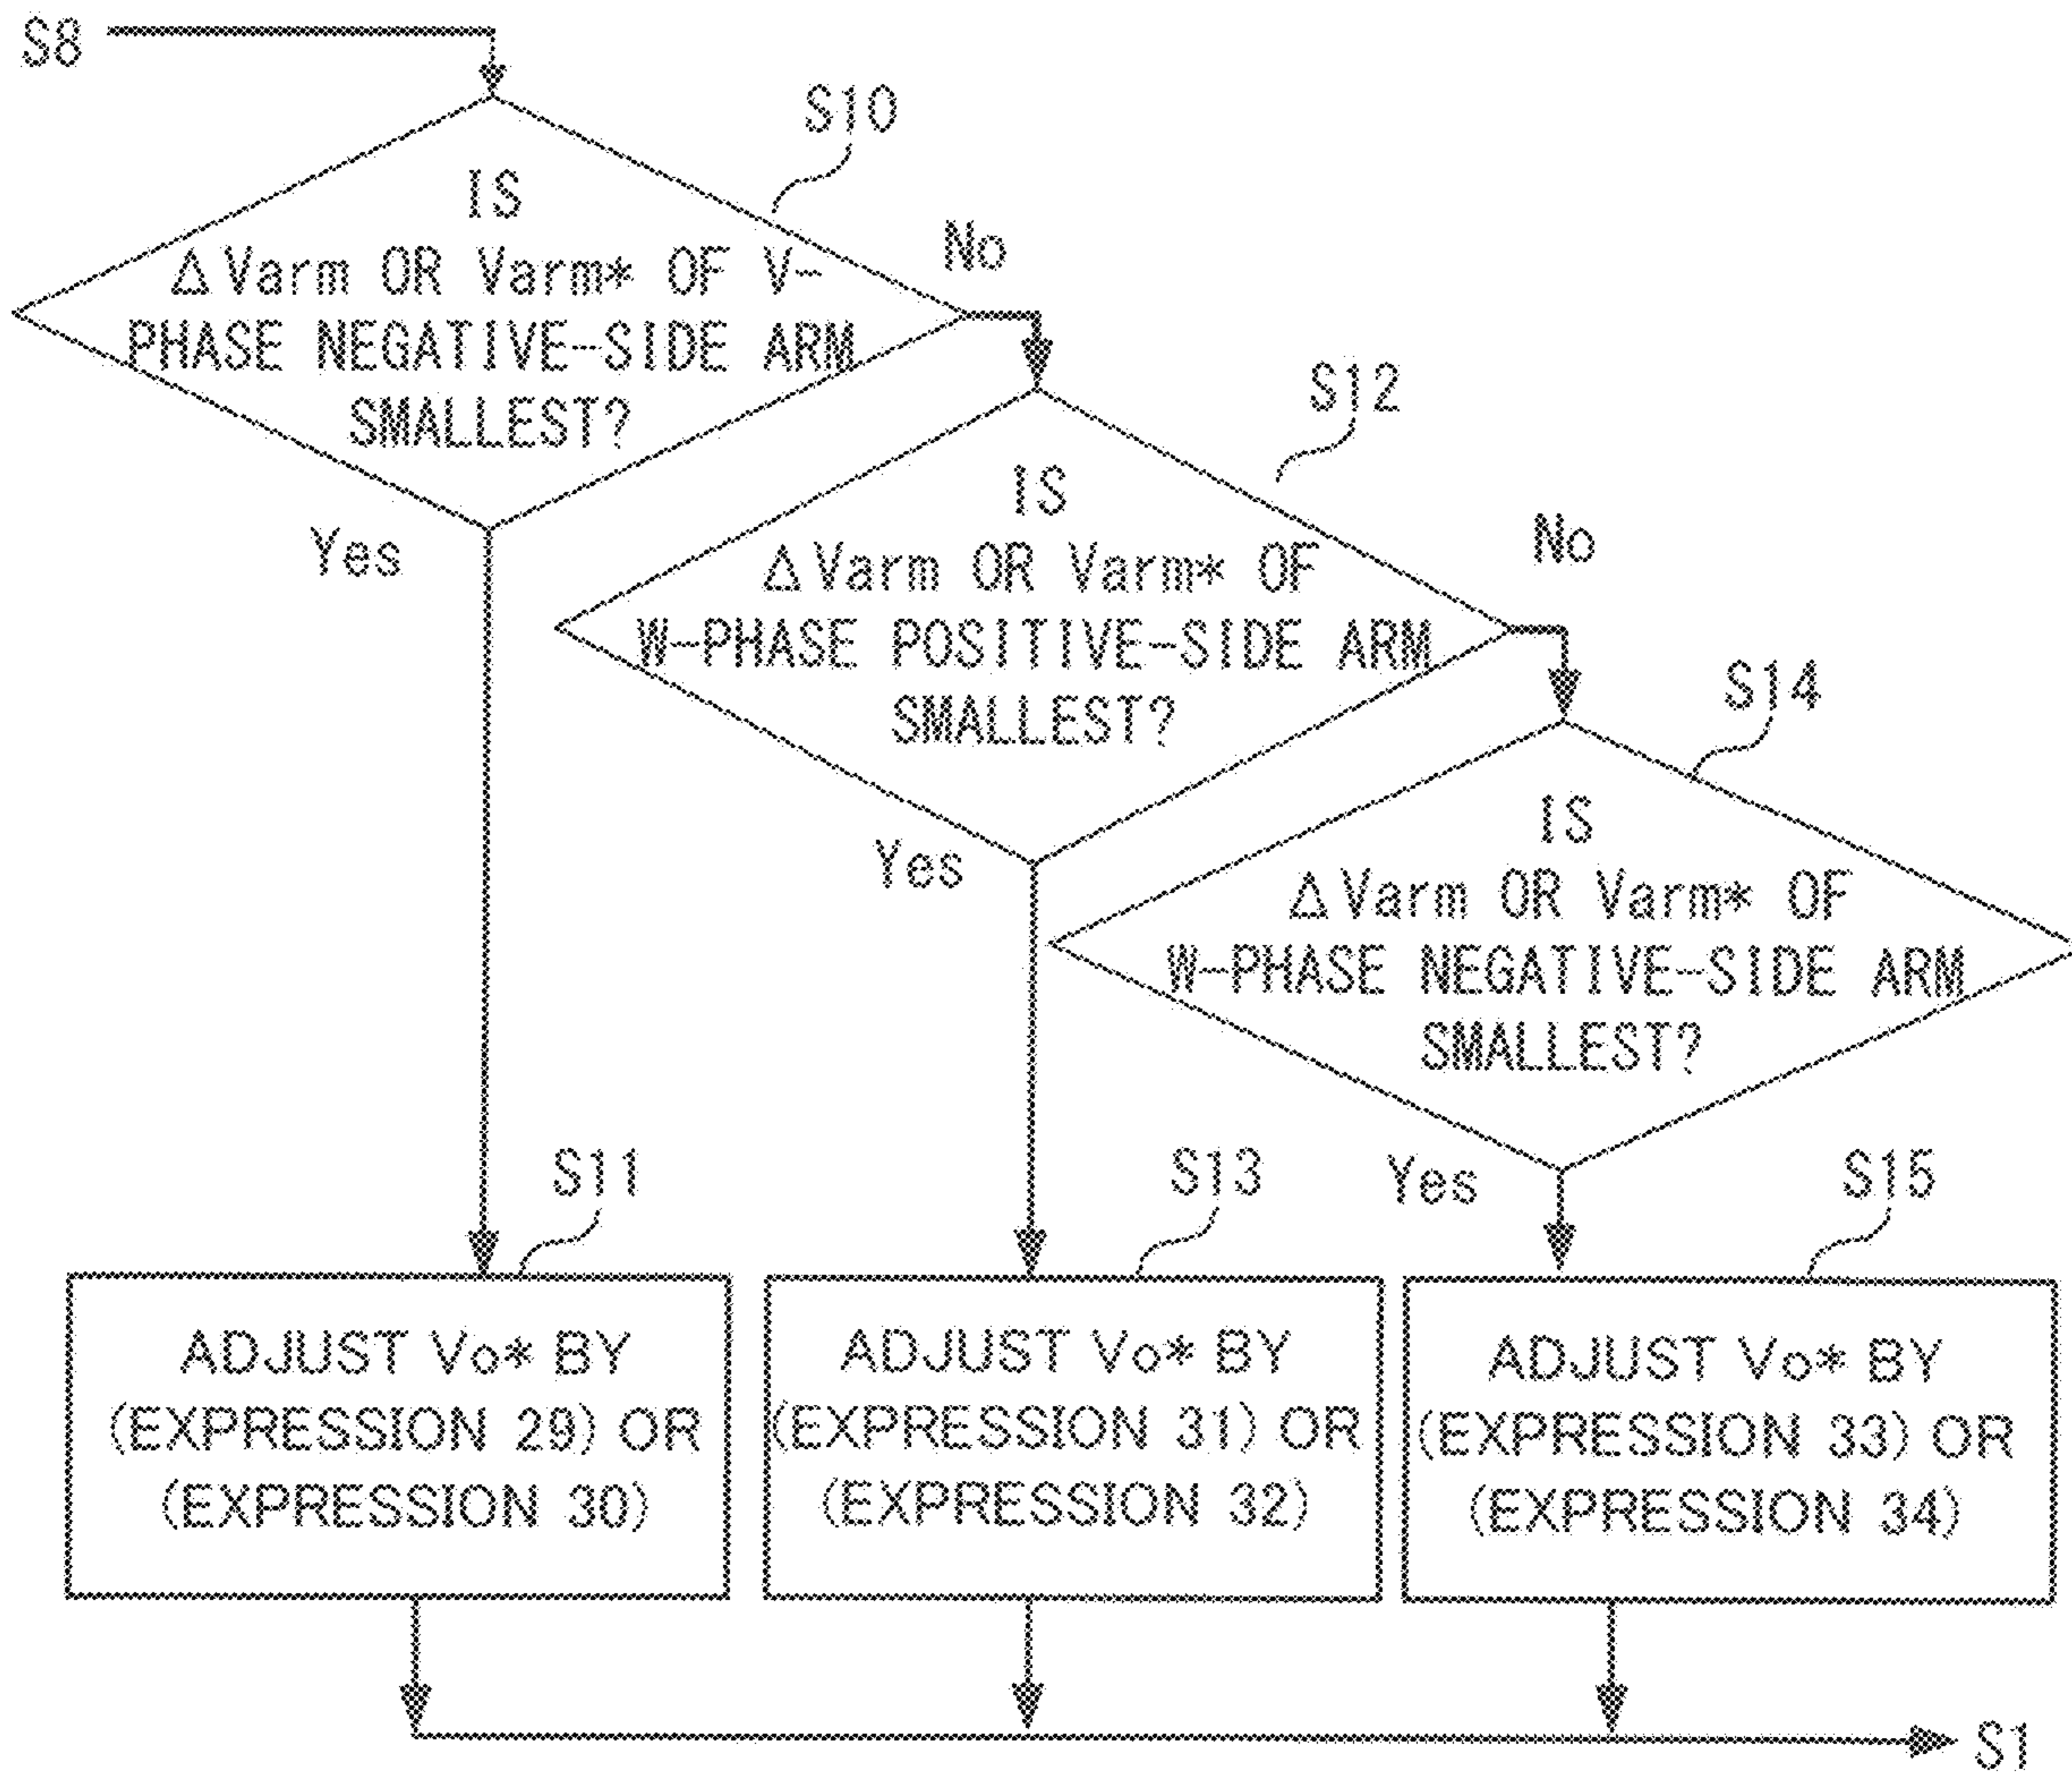 S8
S10
IS
ΔVarm OR Varm* OF V-
PHASE NEGATIVE-SIDE ARM
SMALLEST?
No
Yes
S12
IS
ΔVarm OR Varm* OF
W-PHASE POSITIVE-SIDE ARM
SMALLEST?
No
Yes
S14
IS
ΔVarm OR Varm* OF
W-PHASE NEGATIVE-SIDE ARM
SMALLEST?
Yes
S11
ADJUST Vo* BY
(EXPRESSION 29) OR
(EXPRESSION 30)
S13
ADJUST Vo* BY
(EXPRESSION 31) OR
(EXPRESSION 32)
S15
ADJUST Vo* BY
(EXPRESSION 33) OR
(EXPRESSION 34)
S1